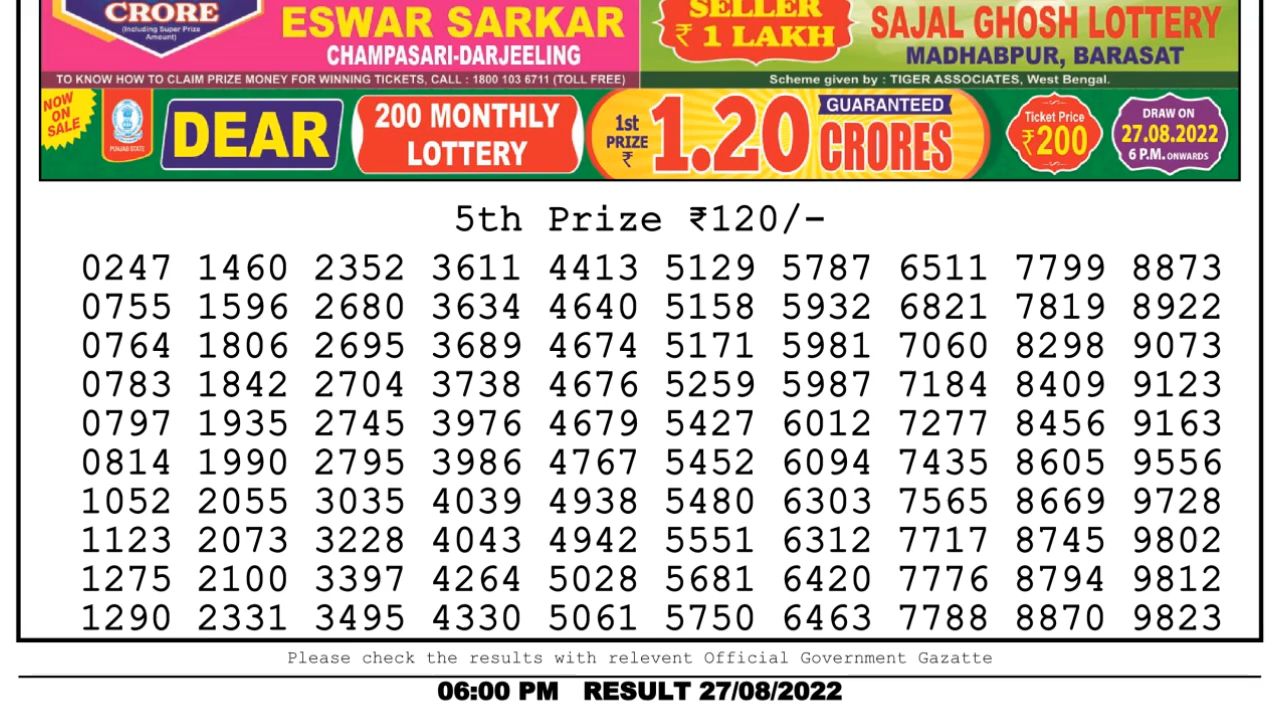 CRORE
(Including Super Prize
Amount)
ESWAR SARKAR
CHAMPASARI-DARJEELING
SELLER
₹ 1 LAKH
SAJAL GHOSH LOTTERY
MADHABPUR, BARASAT
TO KNOW HOW TO CLAIM PRIZE MONEY FOR WINNING TICKETS, CALL : 1800 103 6711 (TOLL FREE)
Scheme given by : TIGER ASSOCIATES, West Bengal.
NOW
ON
SALE
PUNJAB STATE
DEAR
200 MONTHLY
LOTTERY
1st
PRIZE
₹
1.20
GUARANTEED
CRORES
Ticket Price
₹200
DRAW ON
27.08.2022
6 P.M. ONWARDS
5th Prize ₹120/-
0247 1460 2352 3611 4413 5129 5787 6511 7799 8873
0755 1596 2680 3634 4640 5158 5932 6821 7819 8922
0764 1806 2695 3689 4674 5171 5981 7060 8298 9073
0783 1842 2704 3738 4676 5259 5987 7184 8409 9123
0797 1935 2745 3976 4679 5427 6012 7277 8456 9163
0814 1990 2795 3986 4767 5452 6094 7435 8605 9556
1052 2055 3035 4039 4938 5480 6303 7565 8669 9728
1123 2073 3228 4043 4942 5551 6312 7717 8745 9802
1275 2100 3397 4264 5028 5681 6420 7776 8794 9812
1290 2331 3495 4330 5061 5750 6463 7788 8870 9823
Please check the results with relevent Official Government Gazatte
06:00 PM RESULT 27/08/2022